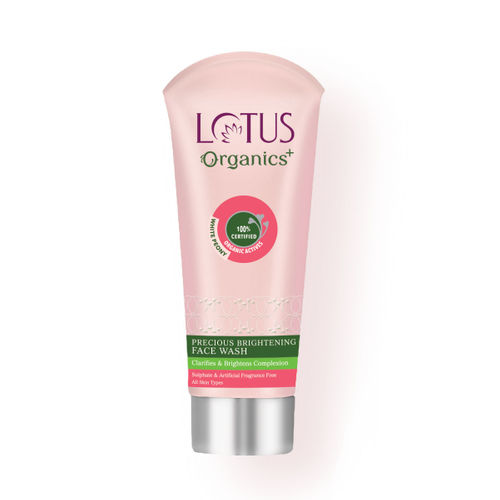 LOTUS
Organics+
WHITE PEONY
100%
CERTIFIED
ORGANIC ACTIVES
PRECIOUS BRIGHTENING
FACE WASH
Clarifies & Brightens Complexion
Sulphate & Artificial Fragrance Free
All Skin Types